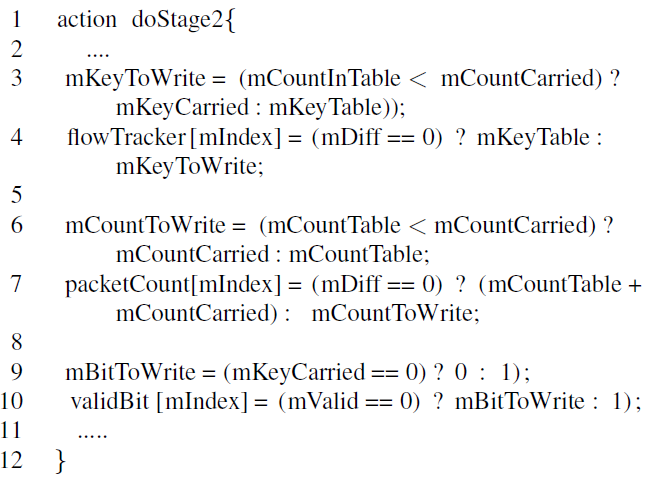 1 action doStage2{
2 ....
3 mKeyToWrite = (mCountInTable < mCountCarried) ?
mKeyCarried : mKeyTable));
4 flowTracker[mIndex] = (mDiff == 0) ? mKeyTable :
mKeyToWrite;
5
6 mCountToWrite = (mCountTable < mCountCarried) ?
mCountCarried : mCountTable;
7 packetCount[mIndex] = (mDiff == 0) ? (mCountTable +
mCountCarried) : mCountToWrite;
8
9 mBitToWrite = (mKeyCarried == 0) ? 0 : 1);
10 validBit [mIndex] = (mValid == 0) ? mBitToWrite : 1);
11 .....
12 }